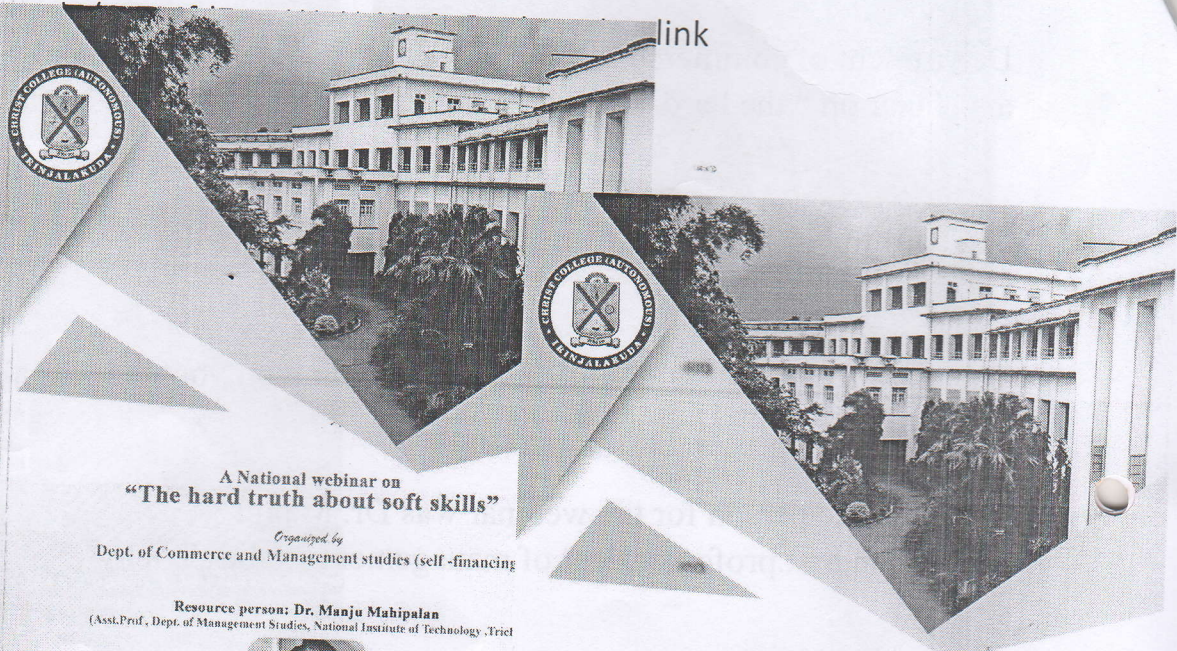 link
CHRIST COLLEGE (AUTONOMOUS)
IRINJALAKUDA
CHRIST COLLEGE (AUTONOMOUS)
IRINJALAKUDA
A National webinar on
“The hard truth about soft skills”
Organized by
Dept. of Commerce and Management studies (self -financing
Resource person: Dr. Manju Mahipalan
(Asst.Prof , Dept. of Management Studies, National Institute of Technology ,Tricl